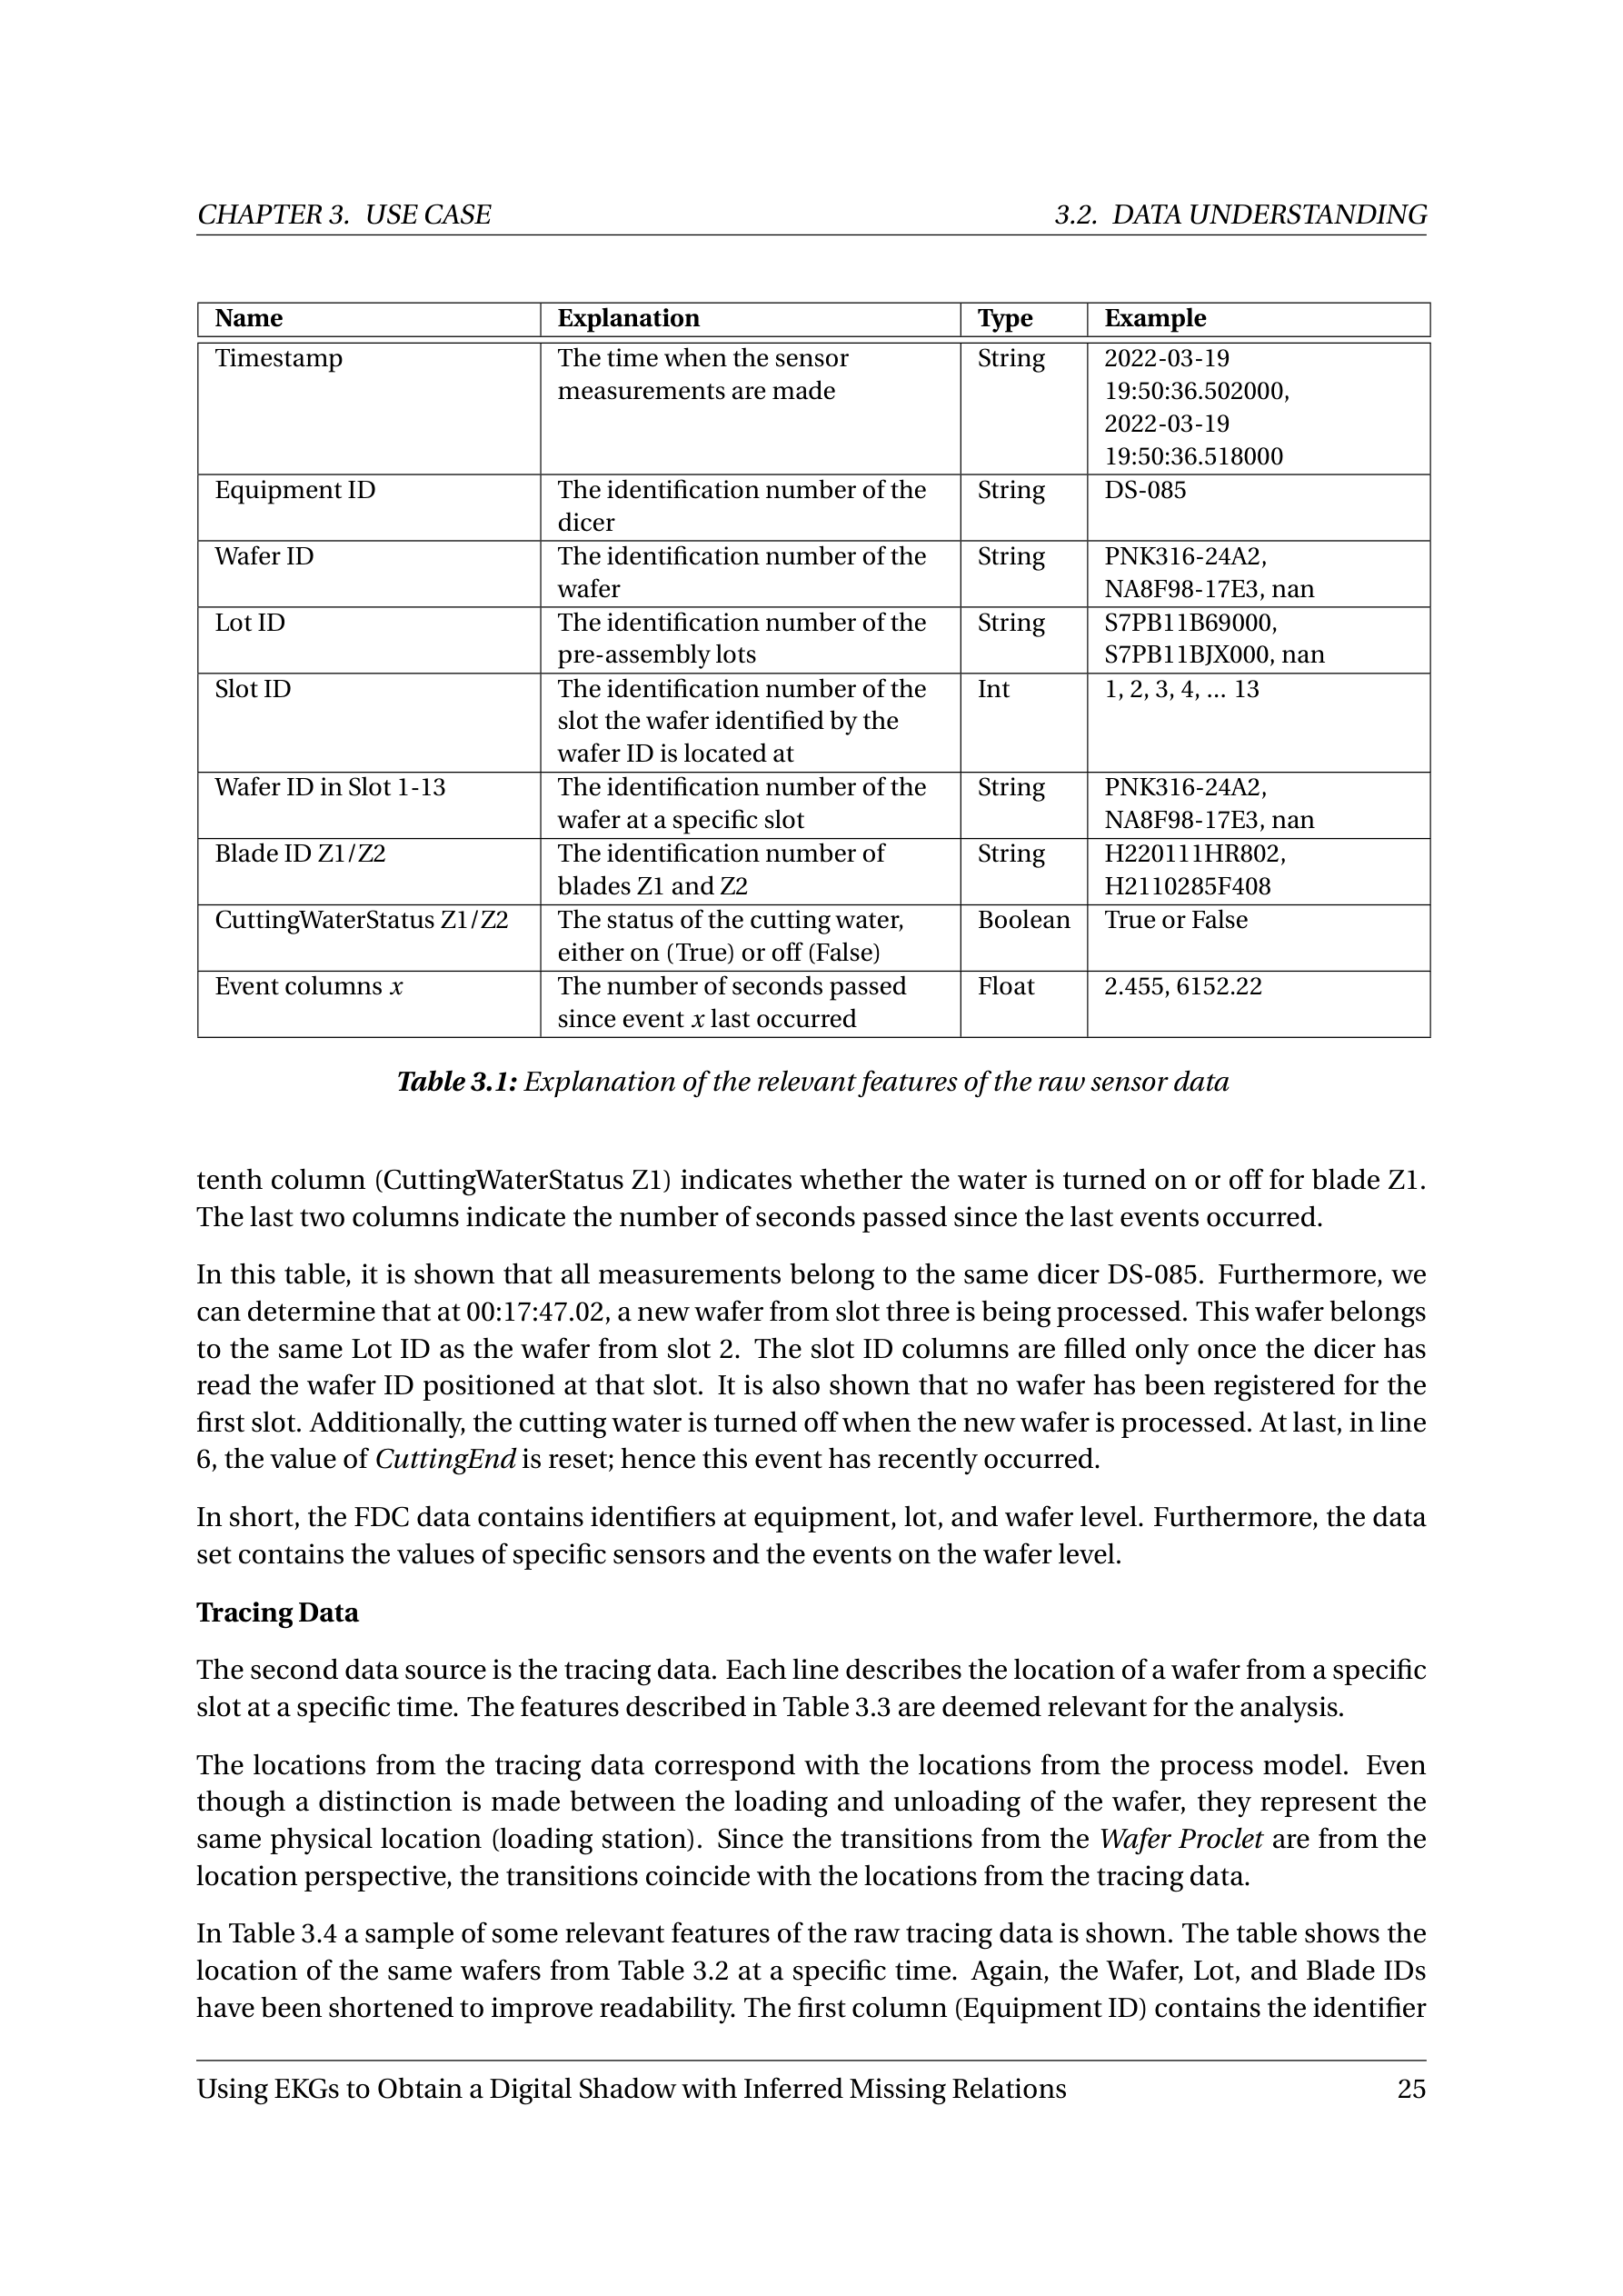 CHAPTER 3. USE CASE 3.2. DATA UNDERSTANDING
Name Explanation Type Example
Timestamp The time when the sensor String 2022-03-19
measurements are made 19:50:36.502000,
2022-03-19
19:50:36.518000
Equipment ID The identification number of the String DS-085
dicer
Wafer ID The identification number of the String PNK316-24A2,
wafer NA8F98-17E3, nan
Lot ID The identification number of the String S7PB11B69000,
pre-assembly lots S7PB11BJX000, nan
Slot ID The identification number of the Int 1, 2, 3, 4, ... 13
slot the wafer identified by the
wafer ID is located at
Wafer ID in Slot 1-13 The identification number of the String PNK316-24A2,
wafer at a specific slot NA8F98-17E3, nan
Blade ID Z1/Z2 The identification number of String H220111HR802,
blades Z1 and Z2 H2110285F408
CuttingWaterStatus Z1/Z2 The status of the cutting water, Boolean True or False
either on (True) or off (False)
Event columns x The number of seconds passed Float 2.455, 6152.22
since event x last occurred
Table 3.1: Explanation of the relevant features of the raw sensor data
tenth column (CuttingWaterStatus Z1) indicates whether the water is turned on or off for blade Z1.
The last two columns indicate the number of seconds passed since the last events occurred.
In this table, it is shown that all measurements belong to the same dicer DS-085. Furthermore, we
can determine that at 00:17:47.02, a new wafer from slot three is being processed. This wafer belongs
to the same Lot ID as the wafer from slot 2. The slot ID columns are filled only once the dicer has
read the wafer ID positioned at that slot. It is also shown that no wafer has been registered for the
first slot. Additionally, the cutting water is turned off when the new wafer is processed. At last, in line
6, the value of CuttingEnd is reset; hence this event has recently occurred.
In short, the FDC data contains identifiers at equipment, lot, and wafer level. Furthermore, the data
set contains the values of specific sensors and the events on the wafer level.
Tracing Data
The second data source is the tracing data. Each line describes the location of a wafer from a specific
slot at a specific time. The features described in Table 3.3 are deemed relevant for the analysis.
The locations from the tracing data correspond with the locations from the process model. Even
though a distinction is made between the loading and unloading of the wafer, they represent the
same physical location (loading station). Since the transitions from the Wafer Proclet are from the
location perspective, the transitions coincide with the locations from the tracing data.
In Table 3.4 a sample of some relevant features of the raw tracing data is shown. The table shows the
location of the same wafers from Table 3.2 at a specific time. Again, the Wafer, Lot, and Blade IDs
have been shortened to improve readability. The first column (Equipment ID) contains the identifier
Using EKGs to Obtain a Digital Shadow with Inferred Missing Relations 25